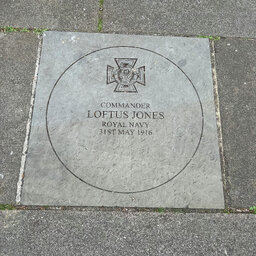 COMMANDER
LOFTUS JONES
ROYAL NAVY
31ST MAY 1916